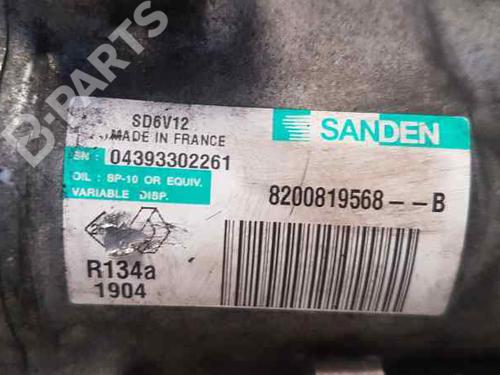 SD6V12
MADE IN FRANCE
SANDEN
SN : 04393302261
OIL : SP-10 OR EQUIV.
VARIABLE DISP.
8200819568--B
R134a
1904
B-PARTS